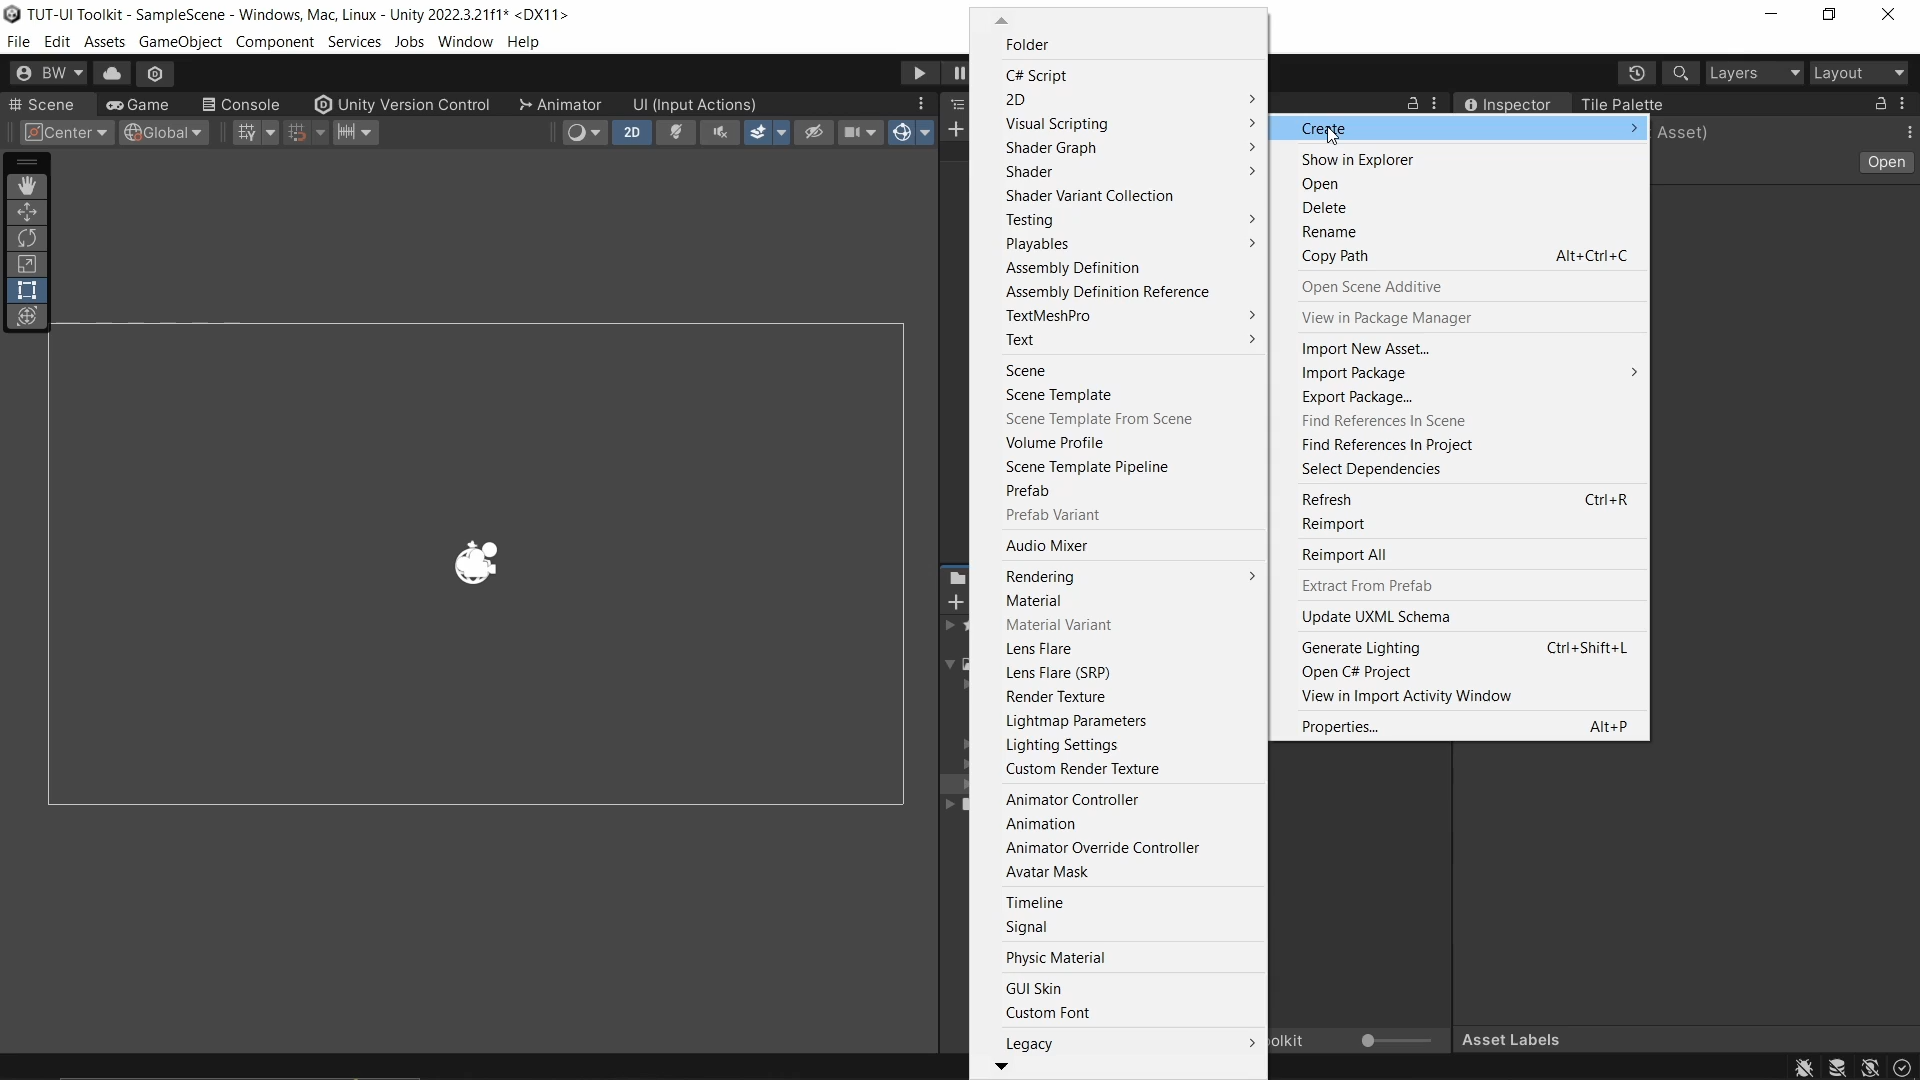 TUT-UI Toolkit - SampleScene - Windows, Mac, Linux - Unity 2022.3.21f1* <DX11>
File Edit Assets GameObject Component Services Jobs Window Help
BW
Layers Layout
Scene Game Console Unity Version Control Animator UI (Input Actions)
Inspector Tile Palette
Center Global 2D
Asset)
Open
Folder
C# Script
2D
Visual Scripting
Shader Graph
Shader
Shader Variant Collection
Testing
Playables
Assembly Definition
Assembly Definition Reference
TextMeshPro
Text
Scene
Scene Template
Scene Template From Scene
Volume Profile
Scene Template Pipeline
Prefab
Prefab Variant
Audio Mixer
Rendering
Material
Material Variant
Lens Flare
Lens Flare (SRP)
Render Texture
Lightmap Parameters
Lighting Settings
Custom Render Texture
Animator Controller
Animation
Animator Override Controller
Avatar Mask
Timeline
Signal
Physic Material
GUI Skin
Custom Font
Legacy
Create
Show in Explorer
Open
Delete
Rename
Copy Path Alt+Ctrl+C
Open Scene Additive
View in Package Manager
Import New Asset...
Import Package
Export Package...
Find References In Scene
Find References In Project
Select Dependencies
Refresh Ctrl+R
Reimport
Reimport All
Extract From Prefab
Update UXML Schema
Generate Lighting Ctrl+Shift+L
Open C# Project
View in Import Activity Window
Properties... Alt+P
oolkit
Asset Labels